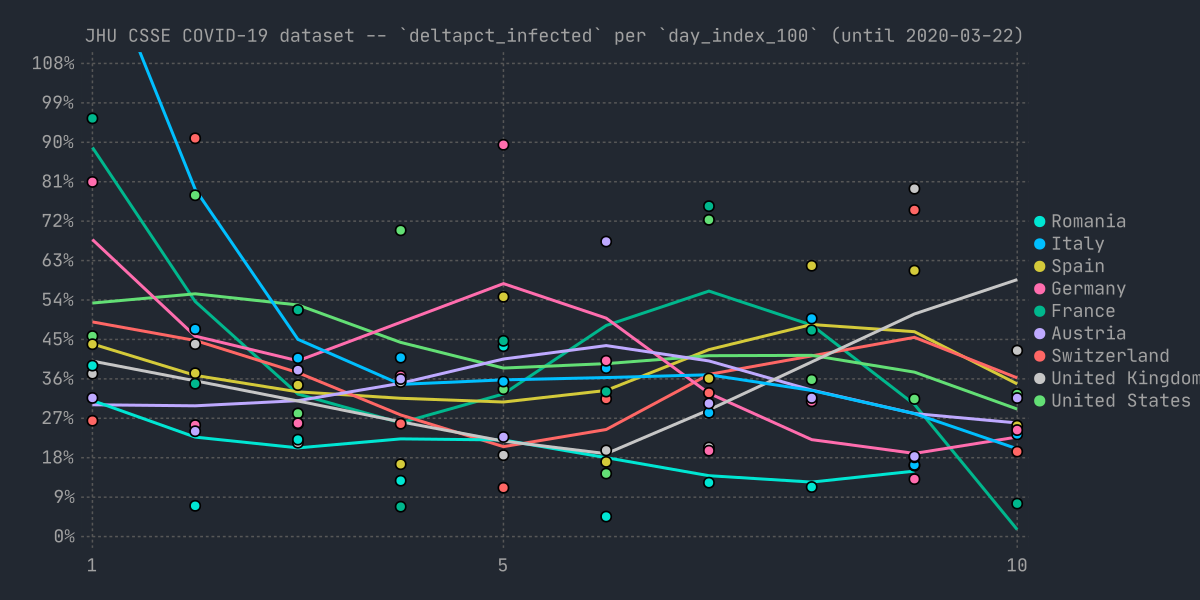 JHU CSSE COVID-19 dataset -- `deltapct_infected` per `day_index_100` (until 2020-03-22)
108%
99%
90%
81%
72%
63%
54%
45%
36%
27%
18%
9%
0%
1
5
10
Romania
Italy
Spain
Germany
France
Austria
Switzerland
United Kingdom
United States